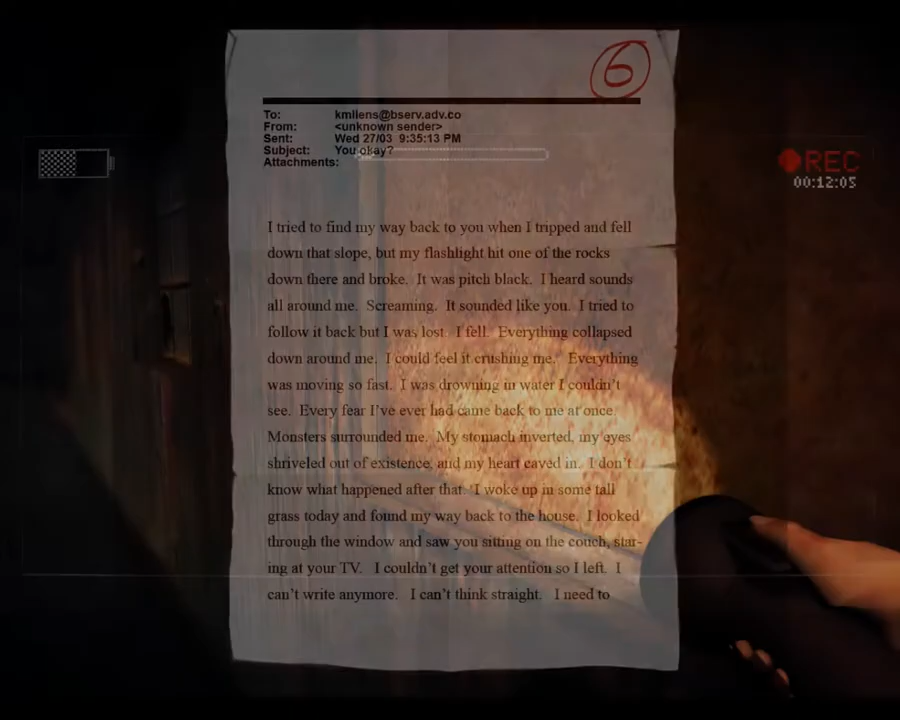 6
To: kmilens@bserv.adv.co
From: <unknown sender>
Sent: Wed 27/03 9:35:13 PM
Subject: You okay?
Attachments:
REC
00:12:05
I tried to find my way back to you when I tripped and fell
down that slope, but my flashlight hit one of the rocks
down there and broke. It was pitch black. I heard sounds
all around me. Screaming. It sounded like you. I tried to
follow it back but I was lost. I fell. Everything collapsed
down around me. I could feel it crushing me. Everything
was moving so fast. I was drowning in water I couldn't
see. Every fear I've ever had came back to me at once.
Monsters surrounded me. My stomach inverted, my eyes
shriveled out of existence, and my heart caved in. I don't
know what happened after that. I woke up in some tall
grass today and found my way back to the house. I looked
through the window and saw you sitting on the couch, star-
ing at your TV. I couldn't get your attention so I left. I
can't write anymore. I can't think straight. I need to